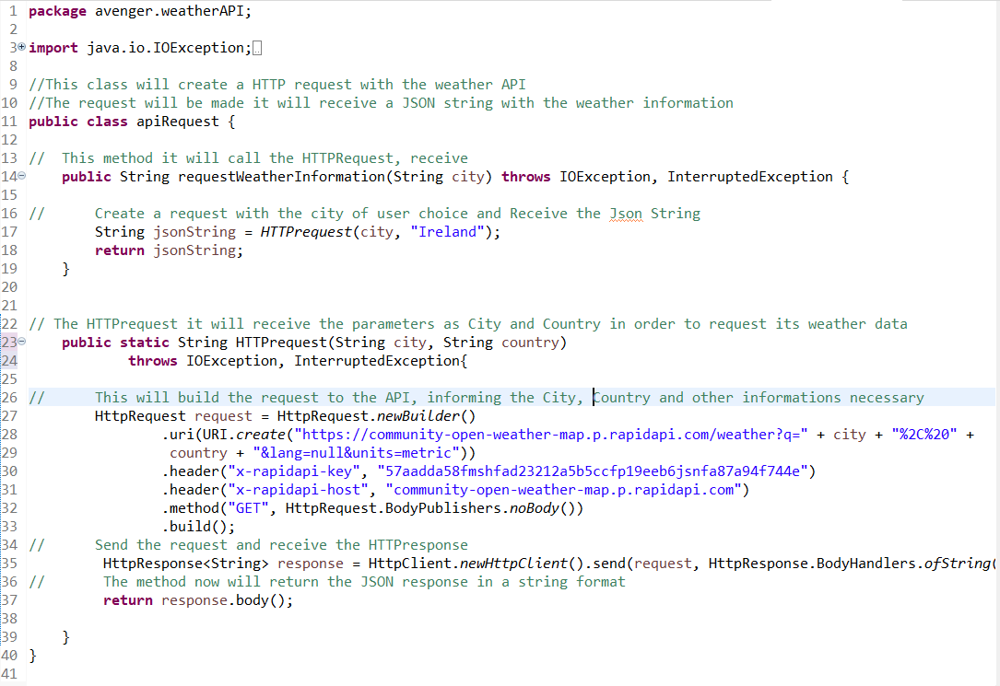 1 package avenger.weatherAPI;
2
3 import java.io.IOException;
8
9 //This class will create a HTTP request with the weather API
10 //The request will be made it will receive a JSON string with the weather information
11 public class apiRequest {
12
13 //  This method it will call the HTTPRequest, receive
14     public String requestWeatherInformation(String city) throws IOException, InterruptedException {
15
16 //      Create a request with the city of user choice and Receive the Json String
17         String jsonString = HTTPrequest(city, "Ireland");
18         return jsonString;
19     }
20
21
22 // The HTTPrequest it will receive the parameters as City and Country in order to request its weather data
23     public static String HTTPrequest(String city, String country)
24             throws IOException, InterruptedException{
25
26 //      This will build the request to the API, informing the City, Country and other informations necessary
27         HttpRequest request = HttpRequest.newBuilder()
28                 .uri(URI.create("https://community-open-weather-map.p.rapidapi.com/weather?q=" + city + "%2C%20" +
29                  country + "&lang=null&units=metric"))
30                 .header("x-rapidapi-key", "57aadda58fmshfad23212a5b5ccfp19eeb6jsnfa87a94f744e")
31                 .header("x-rapidapi-host", "community-open-weather-map.p.rapidapi.com")
32                 .method("GET", HttpRequest.BodyPublishers.noBody())
33                 .build();
34 //      Send the request and receive the HTTPresponse
35          HttpResponse<String> response = HttpClient.newHttpClient().send(request, HttpResponse.BodyHandlers.ofString(
36 //       The method now will return the JSON response in a string format
37          return response.body();
38
39     }
40 }
41